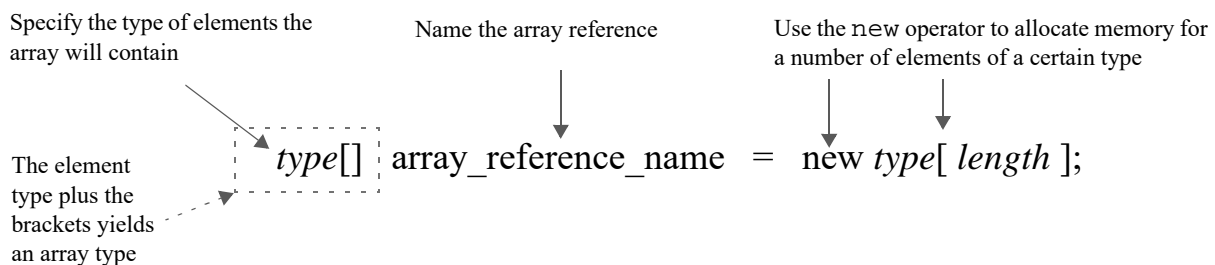 Specify the type of elements the
array will contain
Name the array reference
Use the new operator to allocate memory for
a number of elements of a certain type
type[] array_reference_name = new type[ length ];
The element
type plus the
brackets yields
an array type